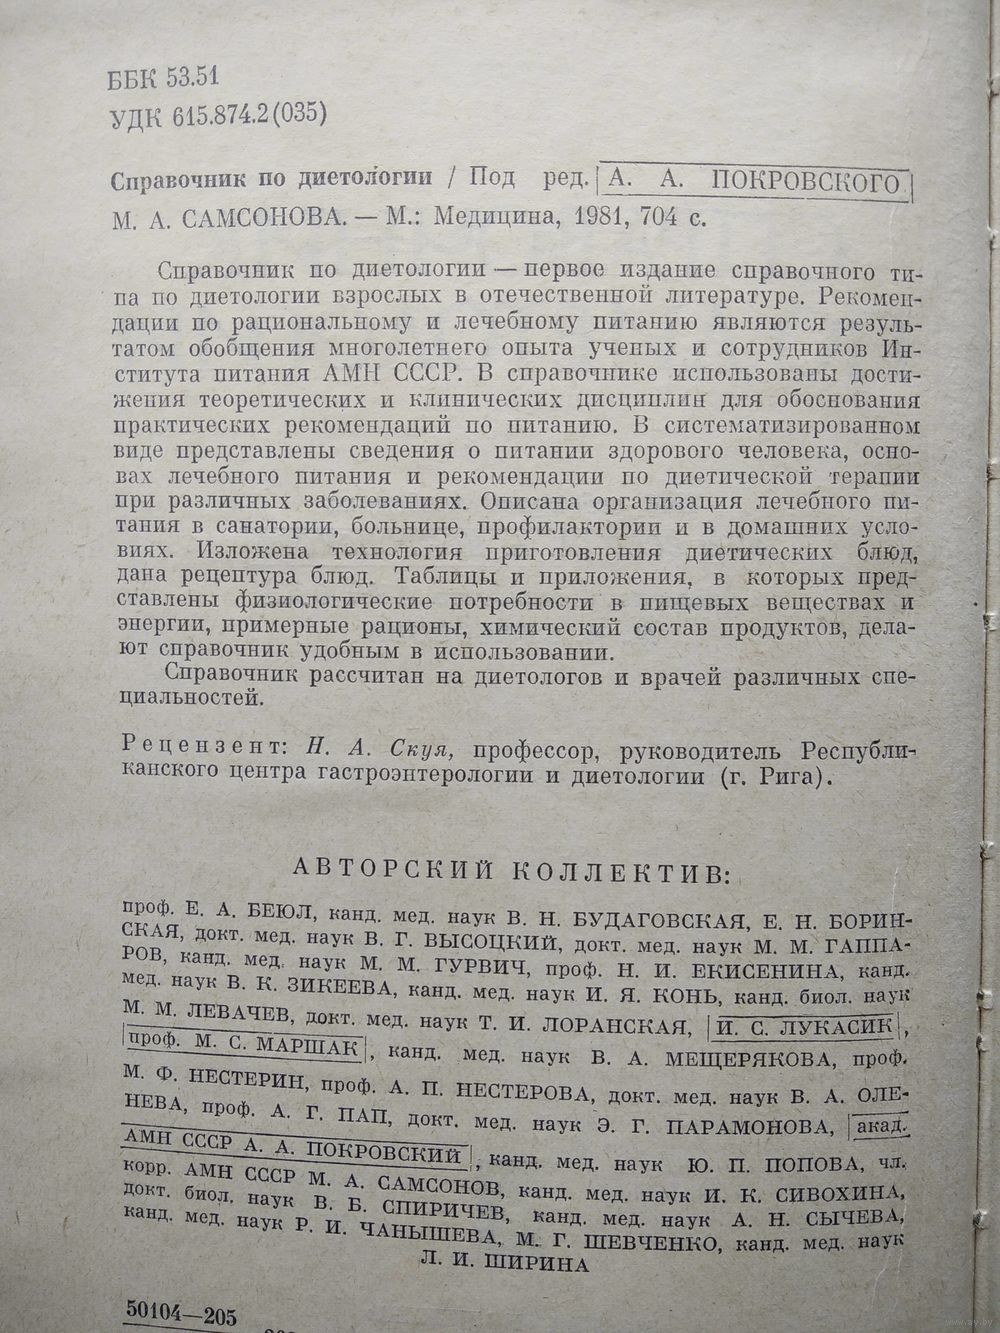 ББК 53.51
УДК 615.874.2(035)
Справочник по диетологии / Под ред. А. А. ПОКРОВСКОГО
М. А. САМСОНОВА. — М.: Медицина, 1981, 704 с.
Справочник по диетологии — первое издание справочного ти-
па по диетологии взрослых в отечественной литературе. Рекомен-
дации по рациональному и лечебному питанию являются резуль-
татом обобщения многолетнего опыта ученых и сотрудников Ин-
ститута питания АМН СССР. В справочнике использованы дости-
жения теоретических и клинических дисциплин для обоснования
практических рекомендаций по питанию. В систематизированном
виде представлены сведения о питании здорового человека, осно-
вах лечебного питания и рекомендации по диетической терапии
при различных заболеваниях. Описана организация лечебного пи-
тания в санатории, больнице, профилактории и в домашних усло-
виях. Изложена технология приготовления диетических блюд,
дана рецептура блюд. Таблицы и приложения, в которых пред-
ставлены физиологические потребности в пищевых веществах и
энергии, примерные рационы, химический состав продуктов, дела-
ют справочник удобным в использовании.
Справочник рассчитан на диетологов и врачей различных спе-
циальностей.
Рецензент: Н. А. Скуя, профессор, руководитель Республи-
канского центра гастроэнтерологии и диетологии (г. Рига).
АВТОРСКИЙ КОЛЛЕКТИВ:
проф. Е. А. БЕЮЛ, канд. мед. наук В. Н. БУДАГОВСКАЯ, Е. Н. БОРИН-
СКАЯ, докт. мед. наук В. Г. ВЫСОЦКИЙ, докт. мед. наук М. М. ГАППА-
РОВ, канд. мед. наук М. М. ГУРВИЧ, проф. Н. И. ЕКИСЕНИНА, канд.
мед. наук В. К. ЗИКЕЕВА, канд. мед. наук И. Я. КОНЬ, канд. биол. наук
М. М. ЛЕВАЧЕВ, докт. мед. наук Т. И. ЛОРАНСКАЯ, И. С. ЛУКАСИК,
проф. М. С. МАРШАК, канд. мед. наук В. А. МЕЩЕРЯКОВА, проф.
М. Ф. НЕСТЕРИН, проф. А. П. НЕСТЕРОВА, докт. мед. наук В. А. ОЛЕ-
НЕВА, проф. А. Г. ПАП, докт. мед. наук Э. Г. ПАРАМОНОВА, акад.
АМН СССР А. А. ПОКРОВСКИЙ, канд. мед. наук Ю. П. ПОПОВА, чл.
корр. АМН СССР М. А. САМСОНОВ, канд. мед. наук И. К. СИВОХИНА,
докт. биол. наук В. Б. СПИРИЧЕВ, канд. мед. наук А. Н. СЫЧЕВА,
канд. мед. наук Р. И. ЧАНЫШЕВА, М. Г. ШЕВЧЕНКО, канд. мед. наук
Л. И. ШИРИНА
50104—205